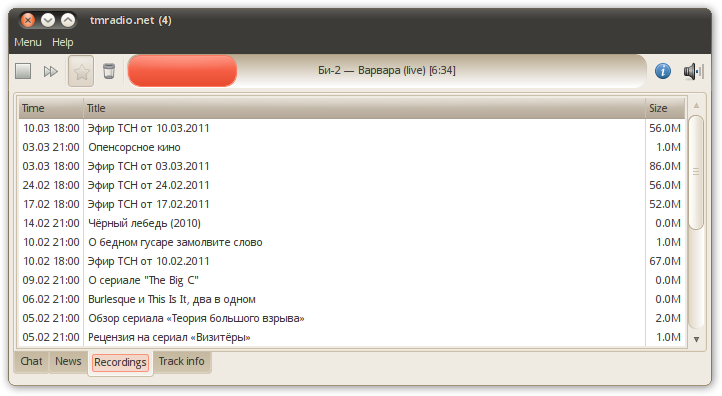 tmradio.net (4)
Menu Help
Би-2 — Варвара (live) [6:34]
Time Title Size
10.03 18:00 Эфир ТСН от 10.03.2011 56.0M
03.03 21:00 Опенсорсное кино 1.0M
03.03 18:00 Эфир ТСН от 03.03.2011 86.0M
24.02 18:00 Эфир ТСН от 24.02.2011 56.0M
17.02 18:00 Эфир ТСН от 17.02.2011 52.0M
14.02 21:00 Чёрный лебедь (2010) 0.0M
10.02 21:00 О бедном гусаре замолвите слово 1.0M
10.02 18:00 Эфир ТСН от 10.02.2011 67.0M
09.02 21:00 О сериале "The Big C" 0.0M
06.02 21:00 Burlesque и This Is It, два в одном 0.0M
05.02 21:00 Обзор сериала «Теория большого взрыва» 2.0M
05.02 21:00 Рецензия на сериал «Визитёры» 1.0M
Chat News Recordings Track info